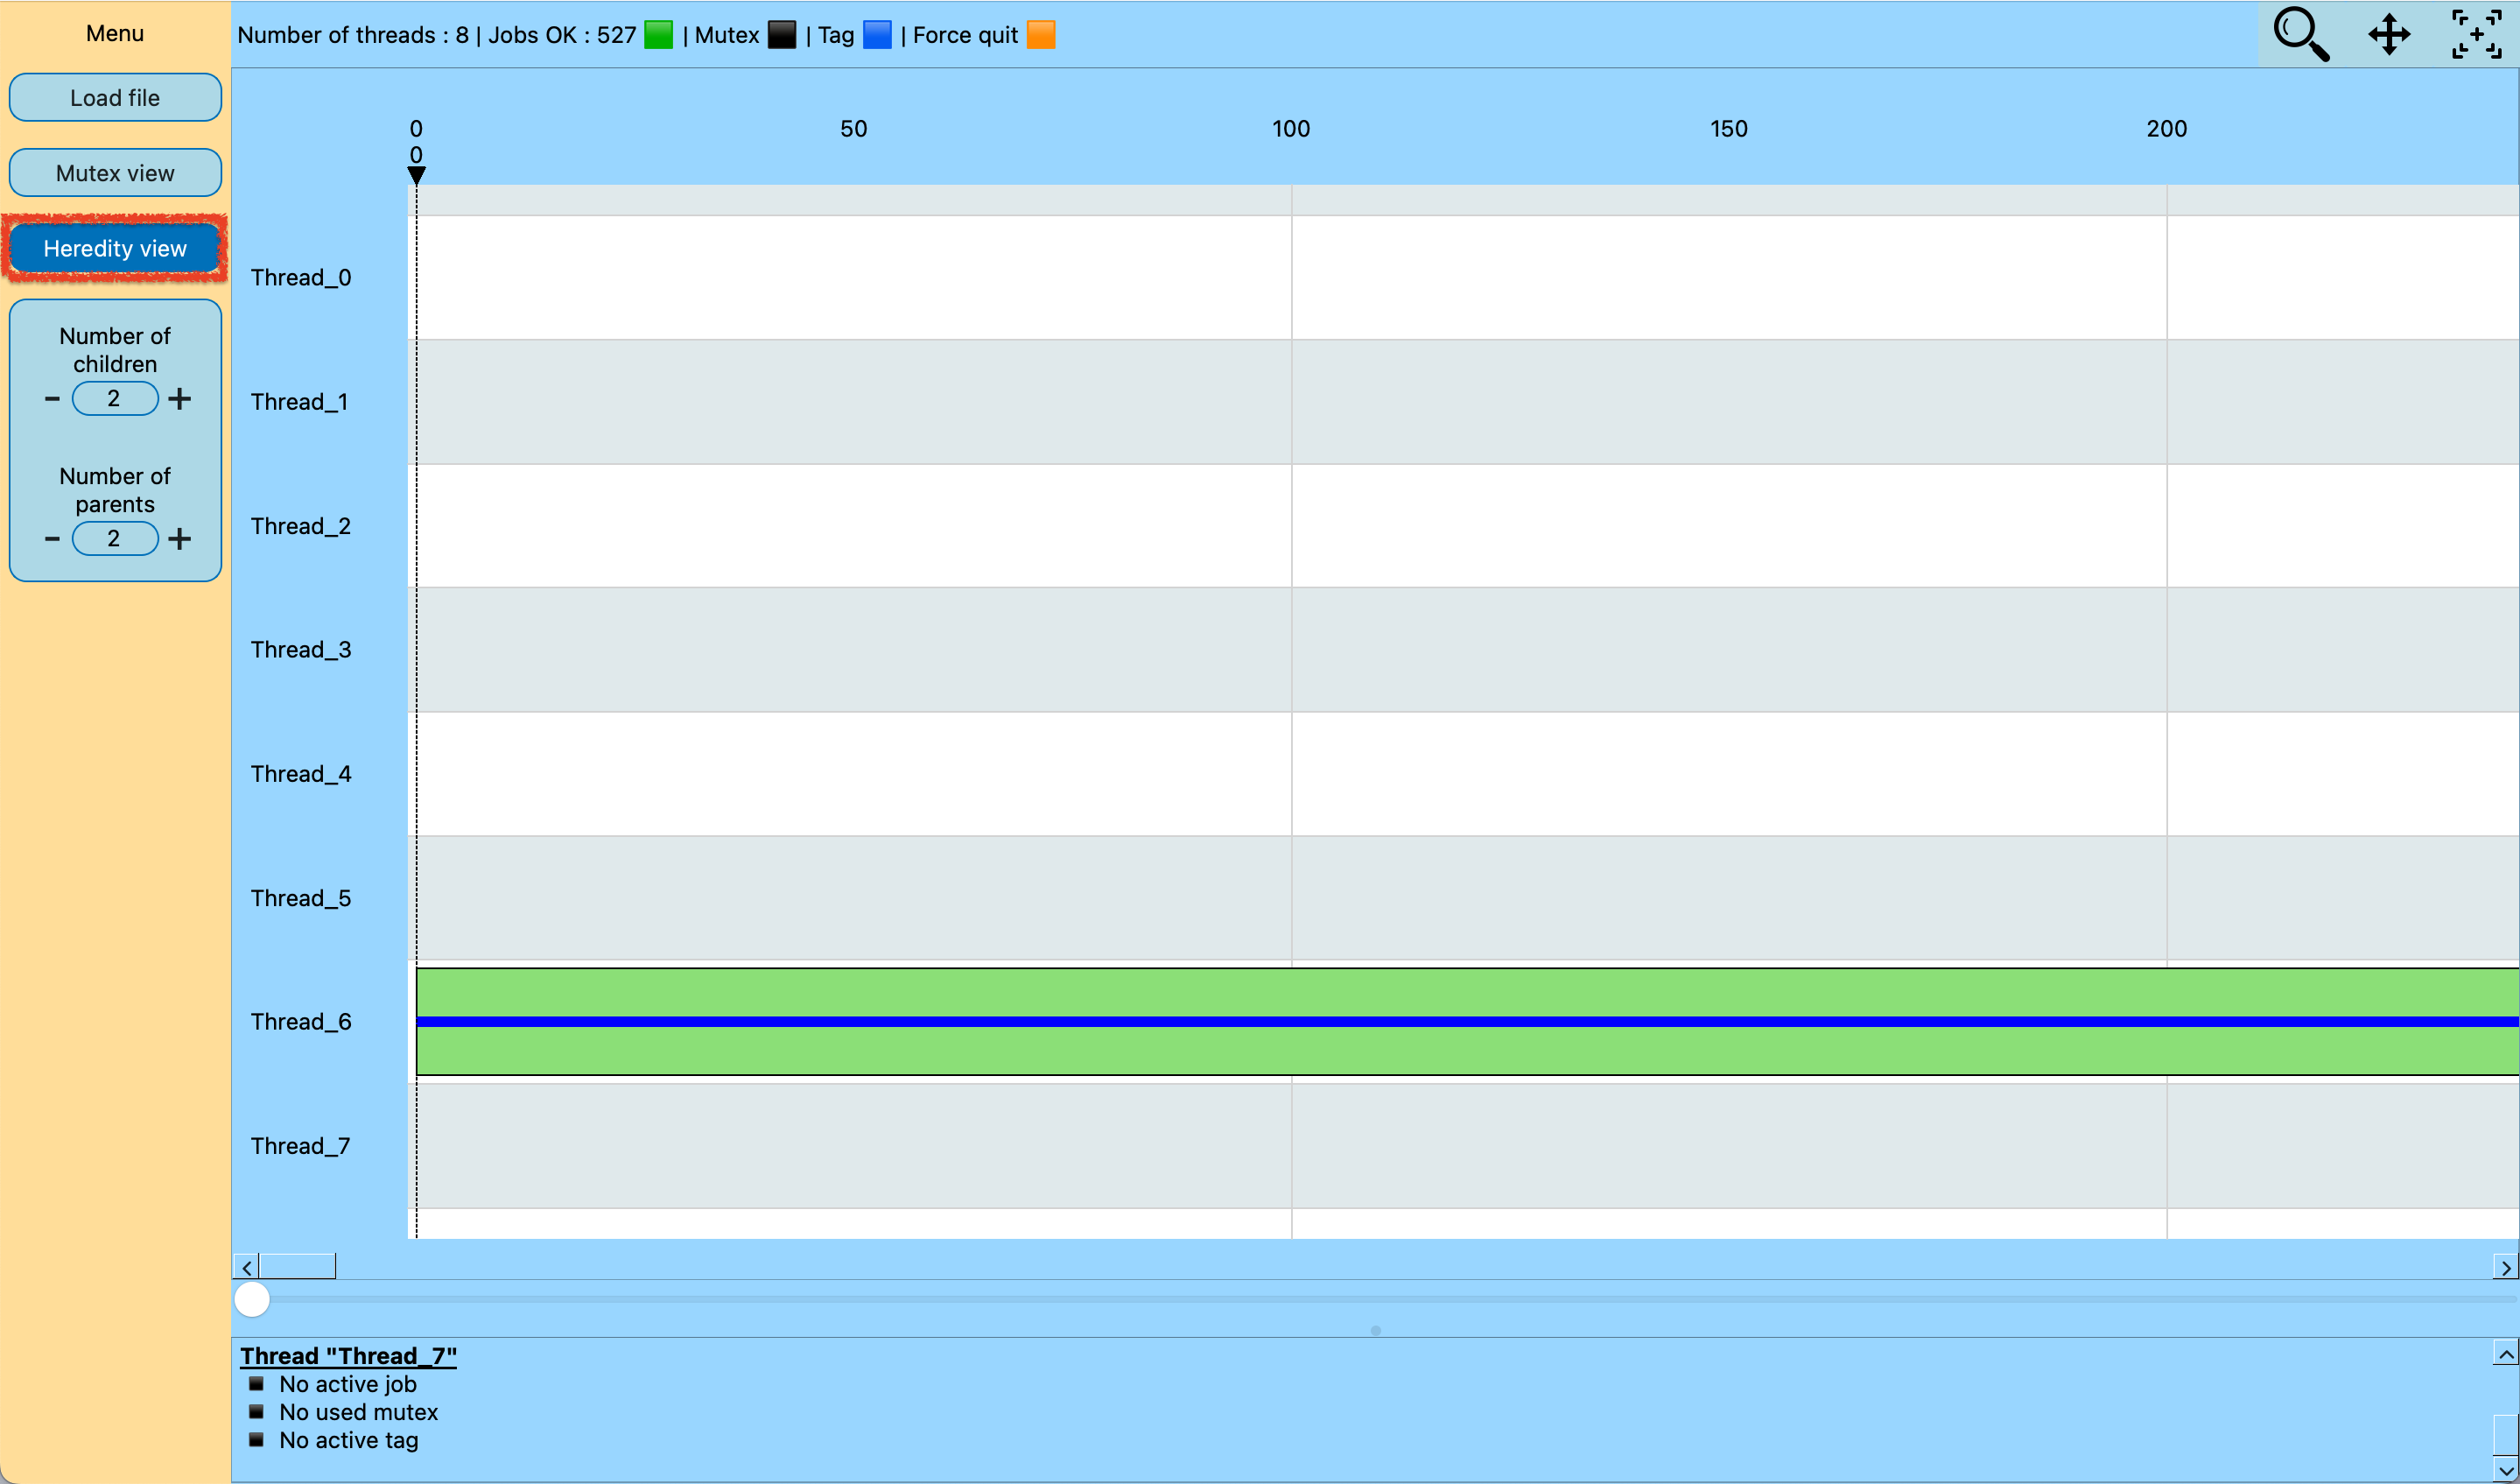 Menu
Load file
Mutex view
Heredity view
Number of
children
- 2 +
Number of
parents
- 2 +
Number of threads : 8 | Jobs OK : 527 | Mutex | Tag | Force quit
0 50 100 150 200
0
Thread_0
Thread_1
Thread_2
Thread_3
Thread_4
Thread_5
Thread_6
Thread_7
Thread "Thread_7"
No active job
No used mutex
No active tag